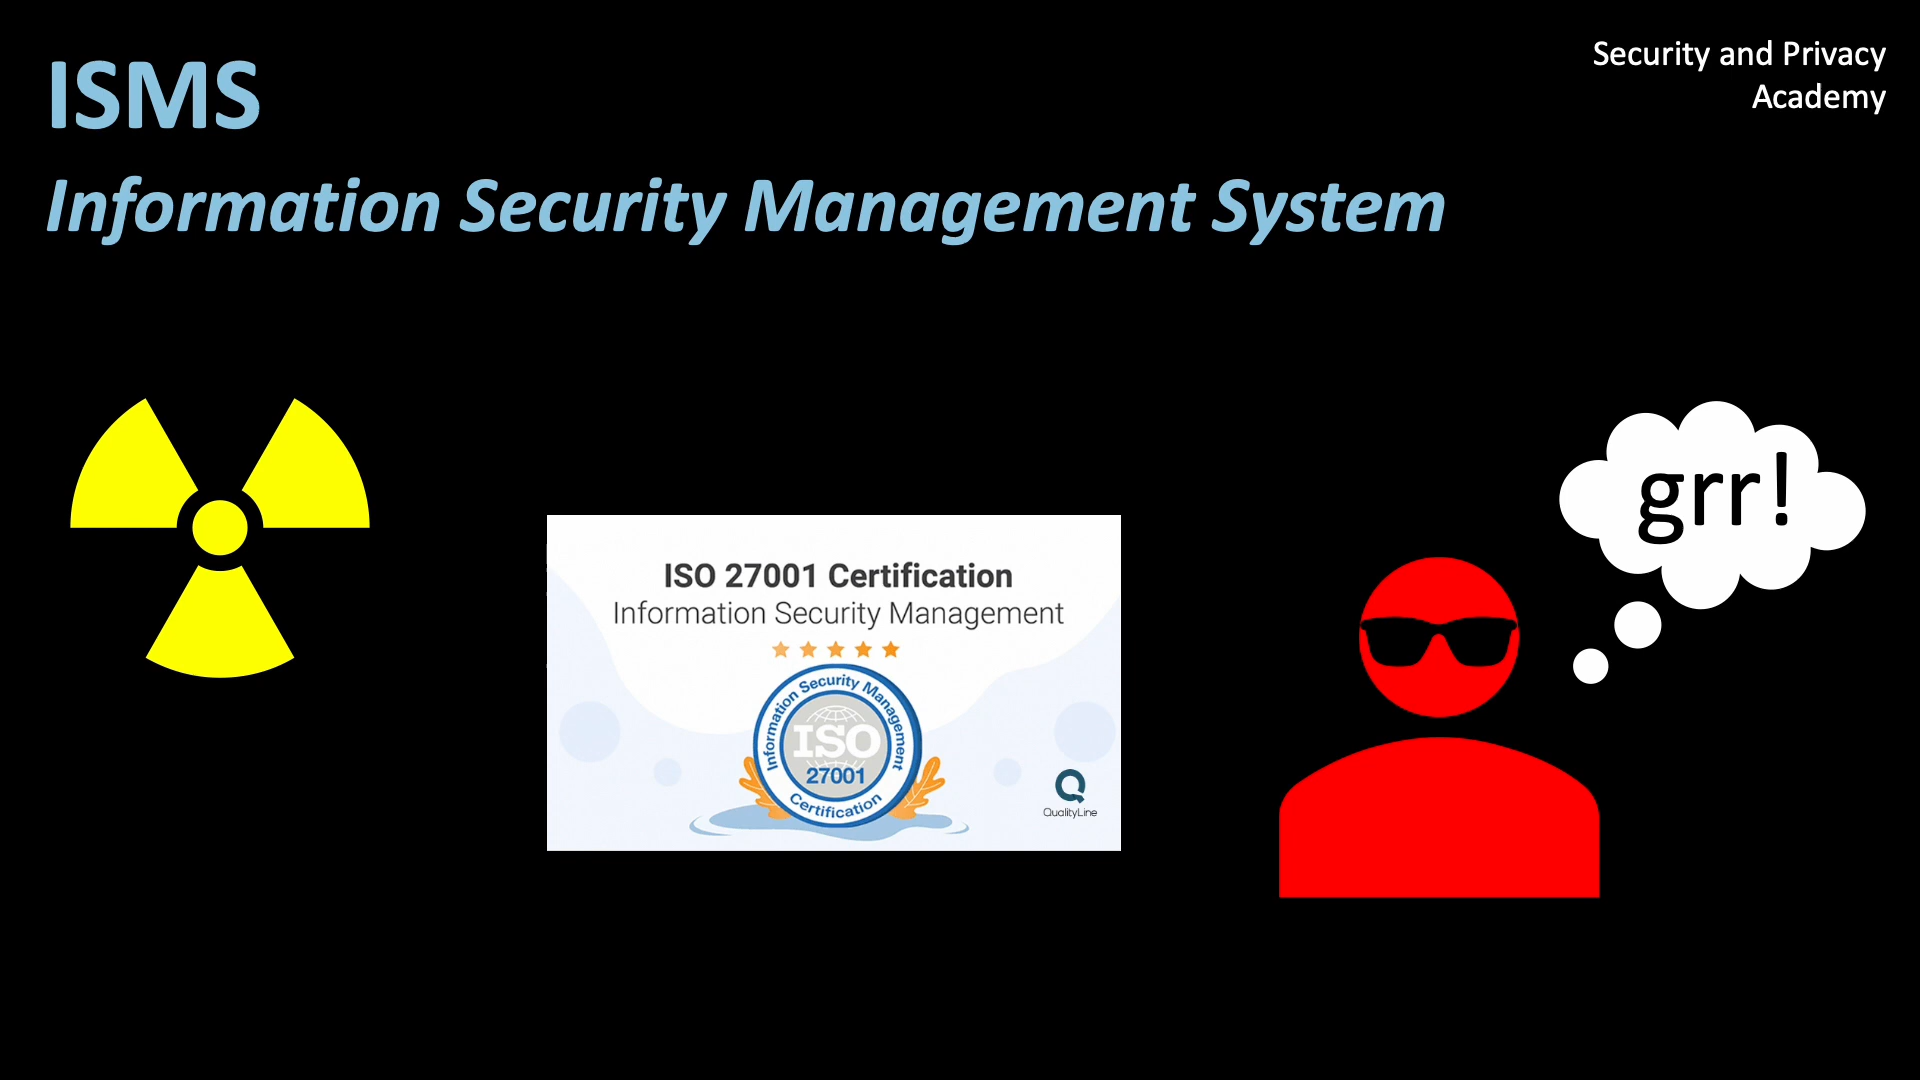 ISMS
Security and Privacy
Academy
Information Security Management System
grr!
ISO 27001 Certification
Information Security Management
Information Security Management
ISO
27001
Certification
QualityLine